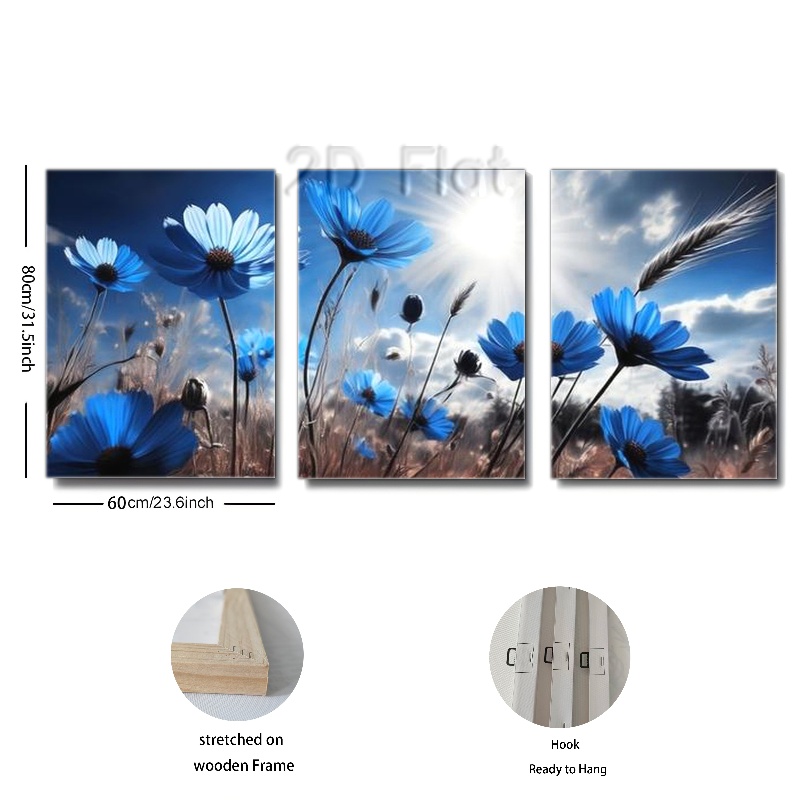 2D Flat
80cm/31.5inch
60cm/23.6inch
stretched on
wooden Frame
Hook
Ready to Hang